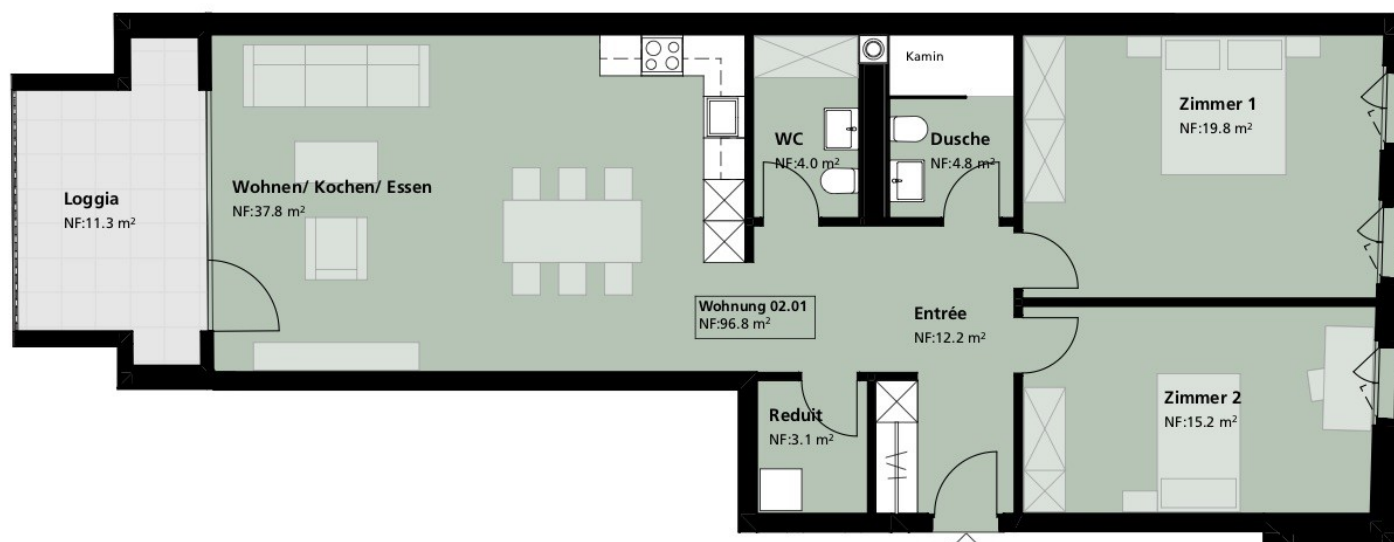 Kamin
Zimmer 1
NF:19.8 m²
WC
NF:4.0 m²
Dusche
NF:4.8 m²
Loggia
NF:11.3 m²
Wohnen/ Kochen/ Essen
NF:37.8 m²
Wohnung 02.01
NF:96.8 m²
Entrée
NF:12.2 m²
Zimmer 2
NF:15.2 m²
Reduit
NF:3.1 m²